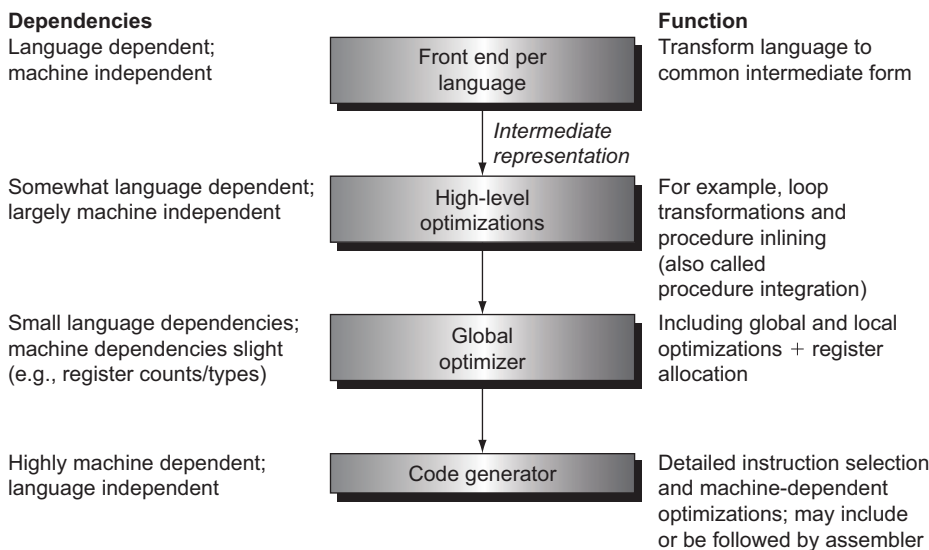 Dependencies
Language dependent;
machine independent
Front end per
language
Function
Transform language to
common intermediate form
Intermediate
representation
Somewhat language dependent;
largely machine independent
High-level
optimizations
For example, loop
transformations and
procedure inlining
(also called
procedure integration)
Small language dependencies;
machine dependencies slight
(e.g., register counts/types)
Global
optimizer
Including global and local
optimizations + register
allocation
Highly machine dependent;
language independent
Code generator
Detailed instruction selection
and machine-dependent
optimizations; may include
or be followed by assembler